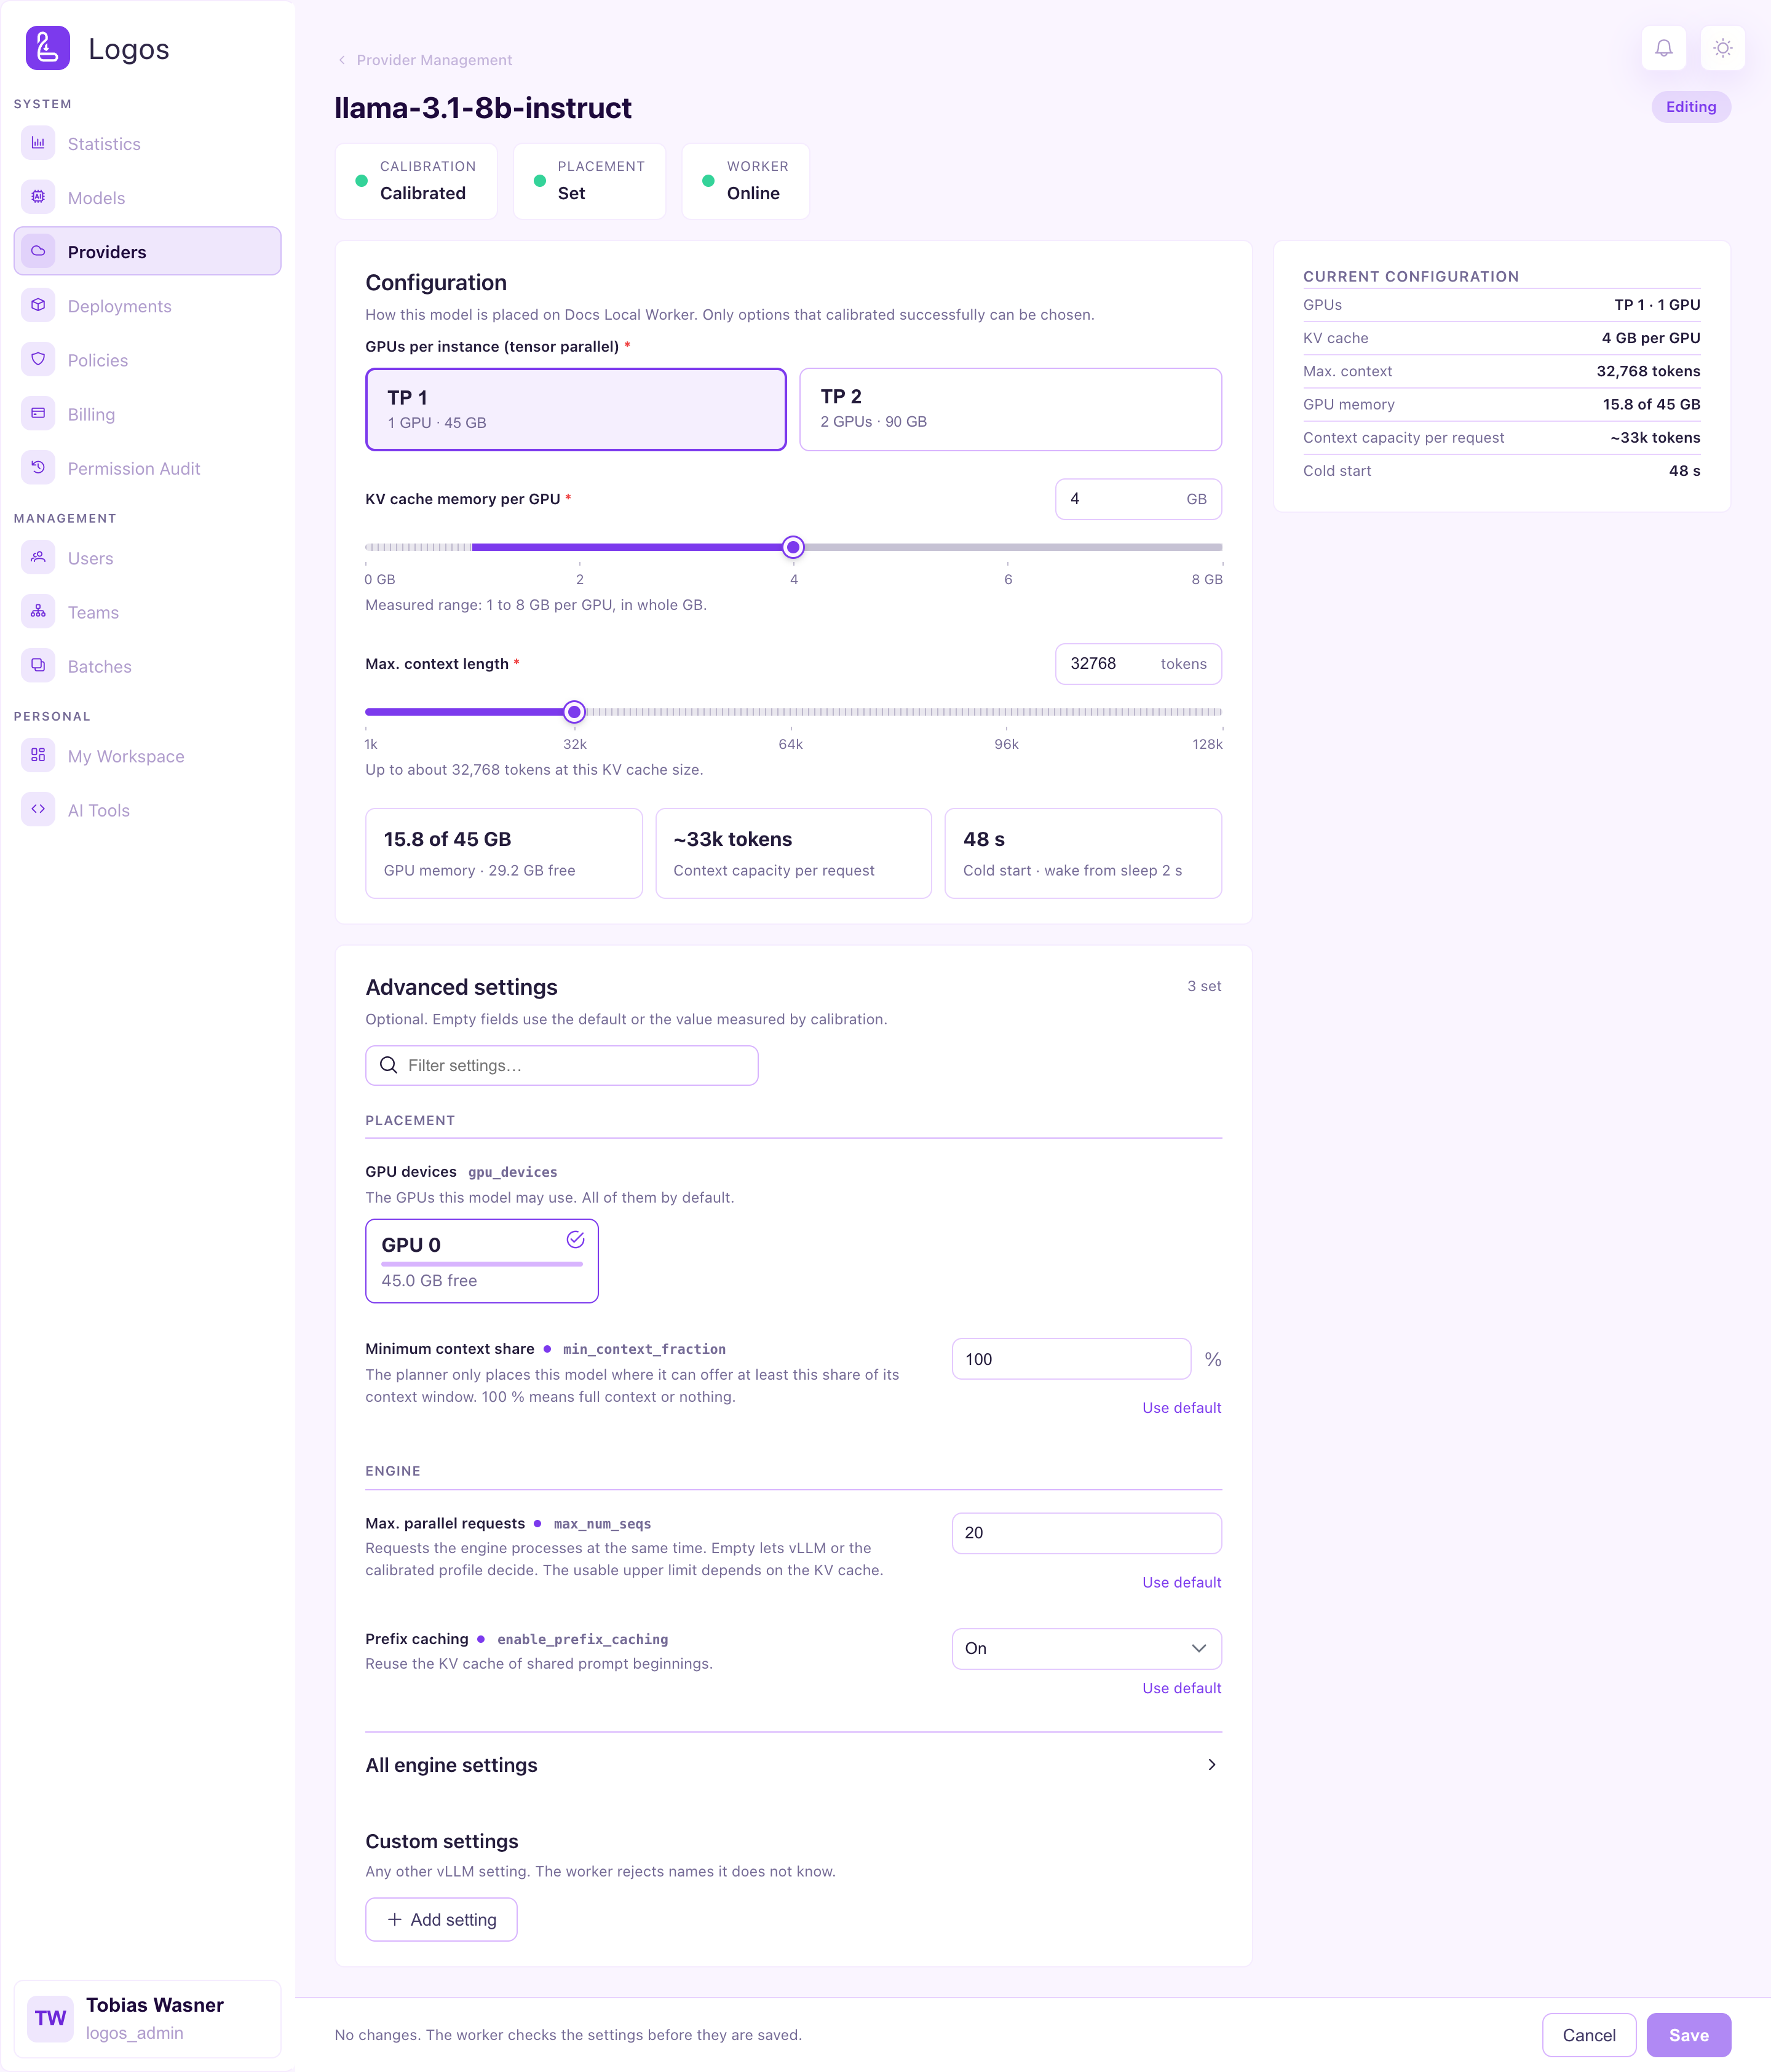 Logos
SYSTEM
Statistics
Models
Providers
Deployments
Policies
Billing
Permission Audit
MANAGEMENT
Users
Teams
Batches
PERSONAL
My Workspace
AI Tools
TW
Tobias Wasner
logos_admin
Provider Management
llama-3.1-8b-instruct
Editing
CALIBRATION
Calibrated
PLACEMENT
Set
WORKER
Online
Configuration
How this model is placed on Docs Local Worker. Only options that calibrated successfully can be chosen.
GPUs per instance (tensor parallel) *
TP 1
1 GPU · 45 GB
TP 2
2 GPUs · 90 GB
KV cache memory per GPU *
4 GB
0 GB 2 4 6 8 GB
Measured range: 1 to 8 GB per GPU, in whole GB.
Max. context length *
32768 tokens
1k 32k 64k 96k 128k
Up to about 32,768 tokens at this KV cache size.
15.8 of 45 GB
GPU memory · 29.2 GB free
~33k tokens
Context capacity per request
48 s
Cold start · wake from sleep 2 s
CURRENT CONFIGURATION
GPUs TP 1 · 1 GPU
KV cache 4 GB per GPU
Max. context 32,768 tokens
GPU memory 15.8 of 45 GB
Context capacity per request ~33k tokens
Cold start 48 s
Advanced settings
3 set
Optional. Empty fields use the default or the value measured by calibration.
Filter settings…
PLACEMENT
GPU devices gpu_devices
The GPUs this model may use. All of them by default.
GPU 0
45.0 GB free
Minimum context share min_context_fraction
The planner only places this model where it can offer at least this share of its
context window. 100 % means full context or nothing.
100 %
Use default
ENGINE
Max. parallel requests max_num_seqs
Requests the engine processes at the same time. Empty lets vLLM or the
calibrated profile decide. The usable upper limit depends on the KV cache.
20
Use default
Prefix caching enable_prefix_caching
Reuse the KV cache of shared prompt beginnings.
On
Use default
All engine settings
Custom settings
Any other vLLM setting. The worker rejects names it does not know.
Add setting
No changes. The worker checks the settings before they are saved.
Cancel
Save